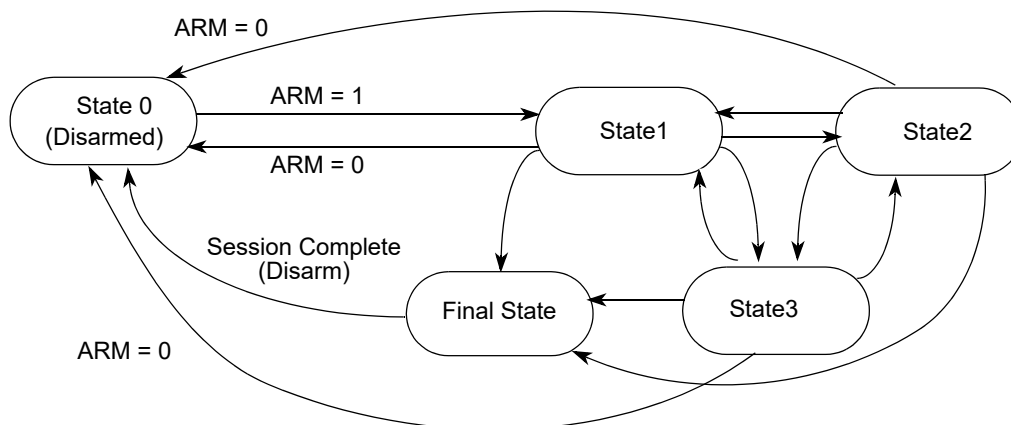 ARM = 0
State 0
(Disarmed)
ARM = 1
ARM = 0
State1
State2
Session Complete
(Disarm)
Final State
State3
ARM = 0